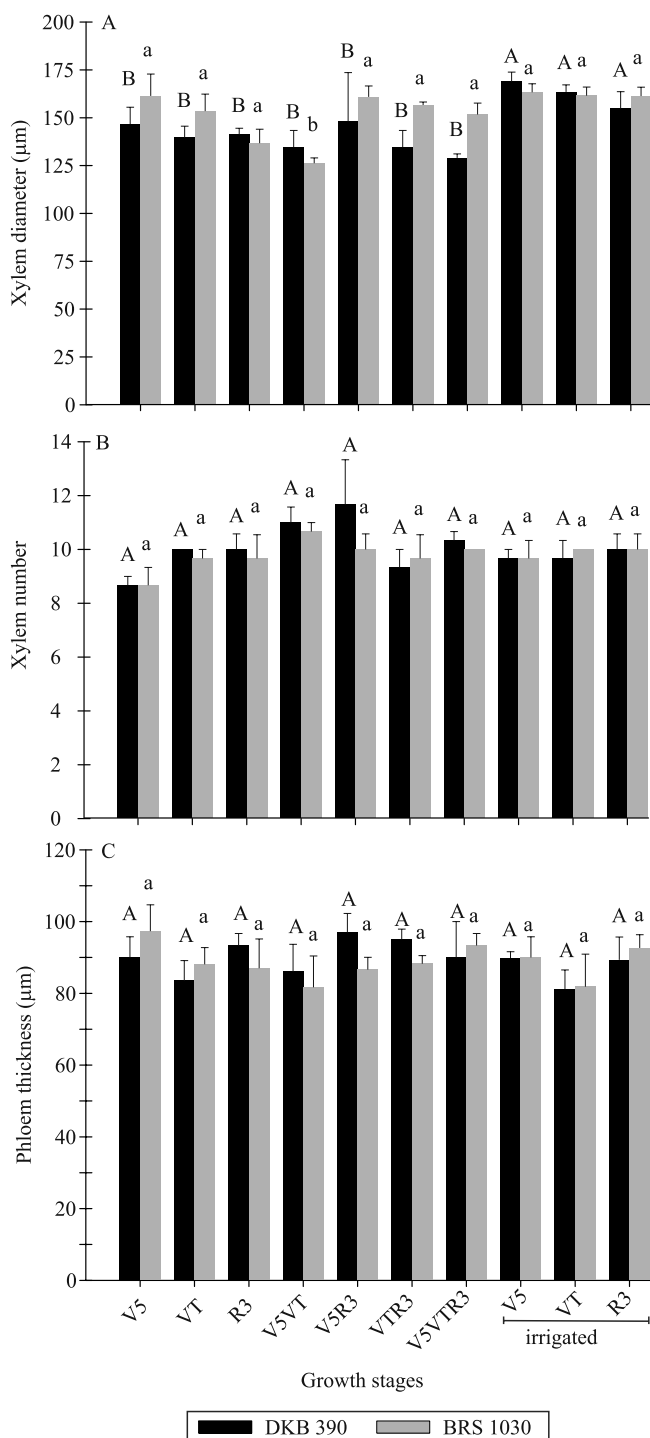 A
200
175
150
125
100
75
50
25
0
Xylem diameter (µm)
B a B a B a B b B a B a B a A a A a A a
B
14
12
10
8
6
4
2
0
Xylem number
A a A a A a A a A a A a A a A a A a A a
C
120
100
80
60
40
20
0
Phloem thickness (µm)
A a A a A a A a A a A a A a A a A a A a
V5 VT R3 V5VT V5R3 VTR3 V5VTR3 V5 VT R3
irrigated
Growth stages
DKB 390 BRS 1030